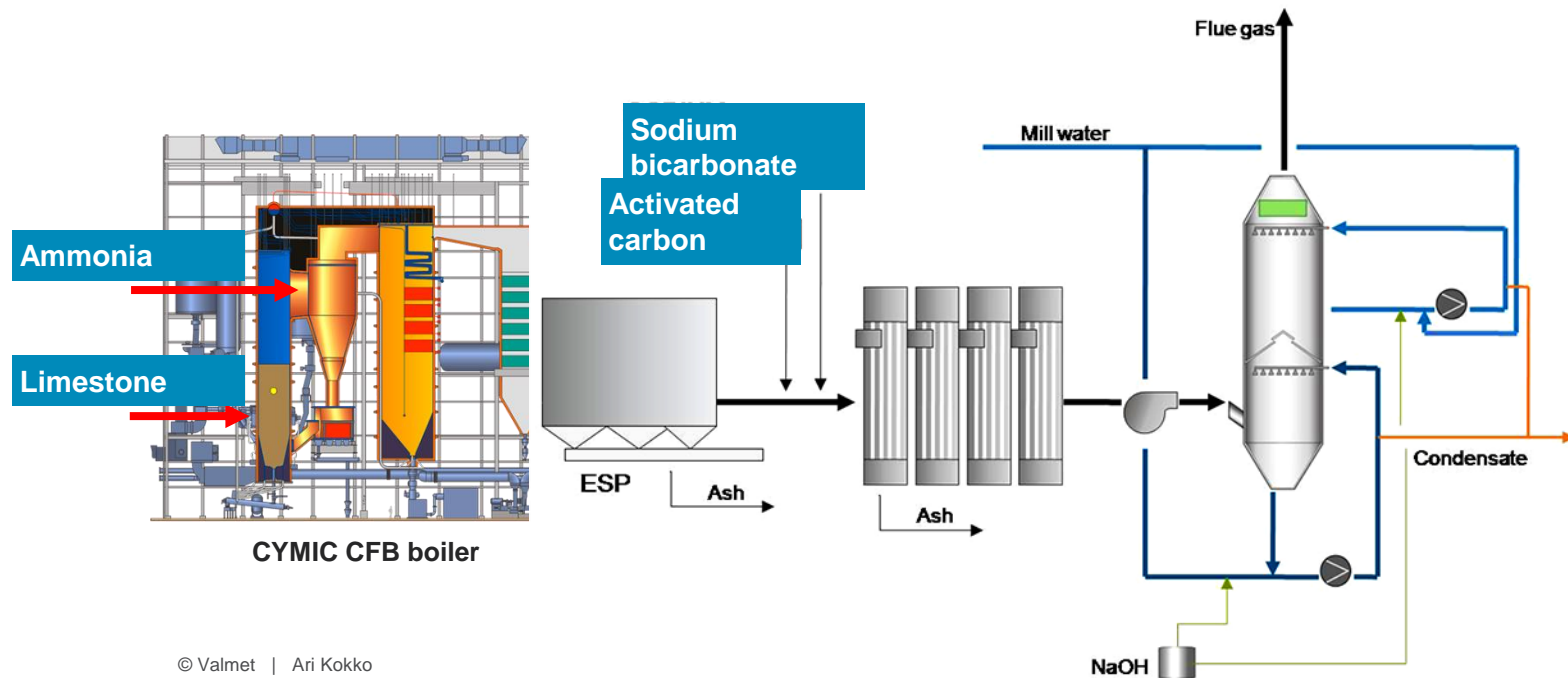 Flue gas
Mill water
Sodium
bicarbonate
Activated
carbon
Ammonia
Limestone
ESP
Ash
Ash
CYMIC CFB boiler
Condensate
NaOH
© Valmet | Ari Kokko